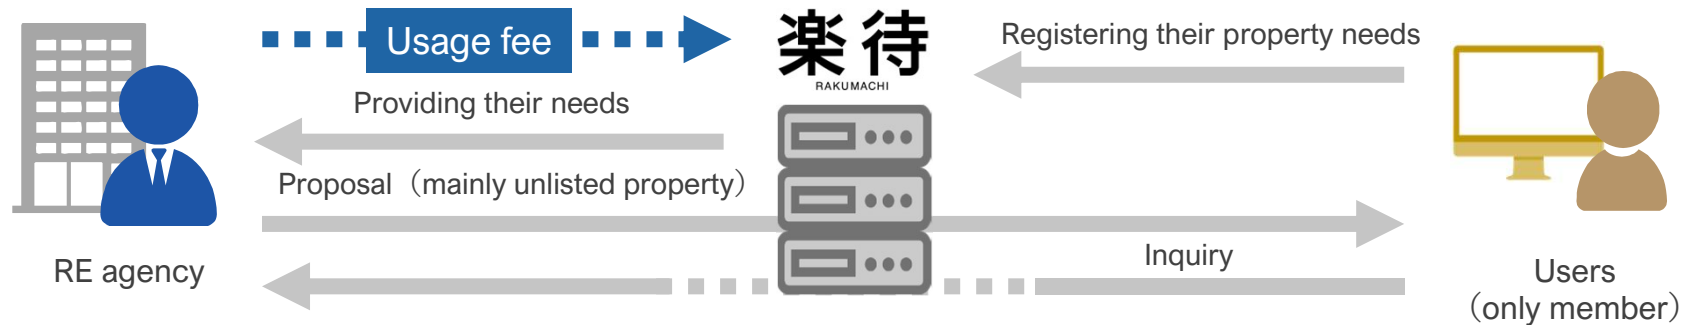 Usage fee
楽待
RAKUMACHI
Registering their property needs
Providing their needs
Proposal（mainly unlisted property）
Inquiry
RE agency
Users
（only member）